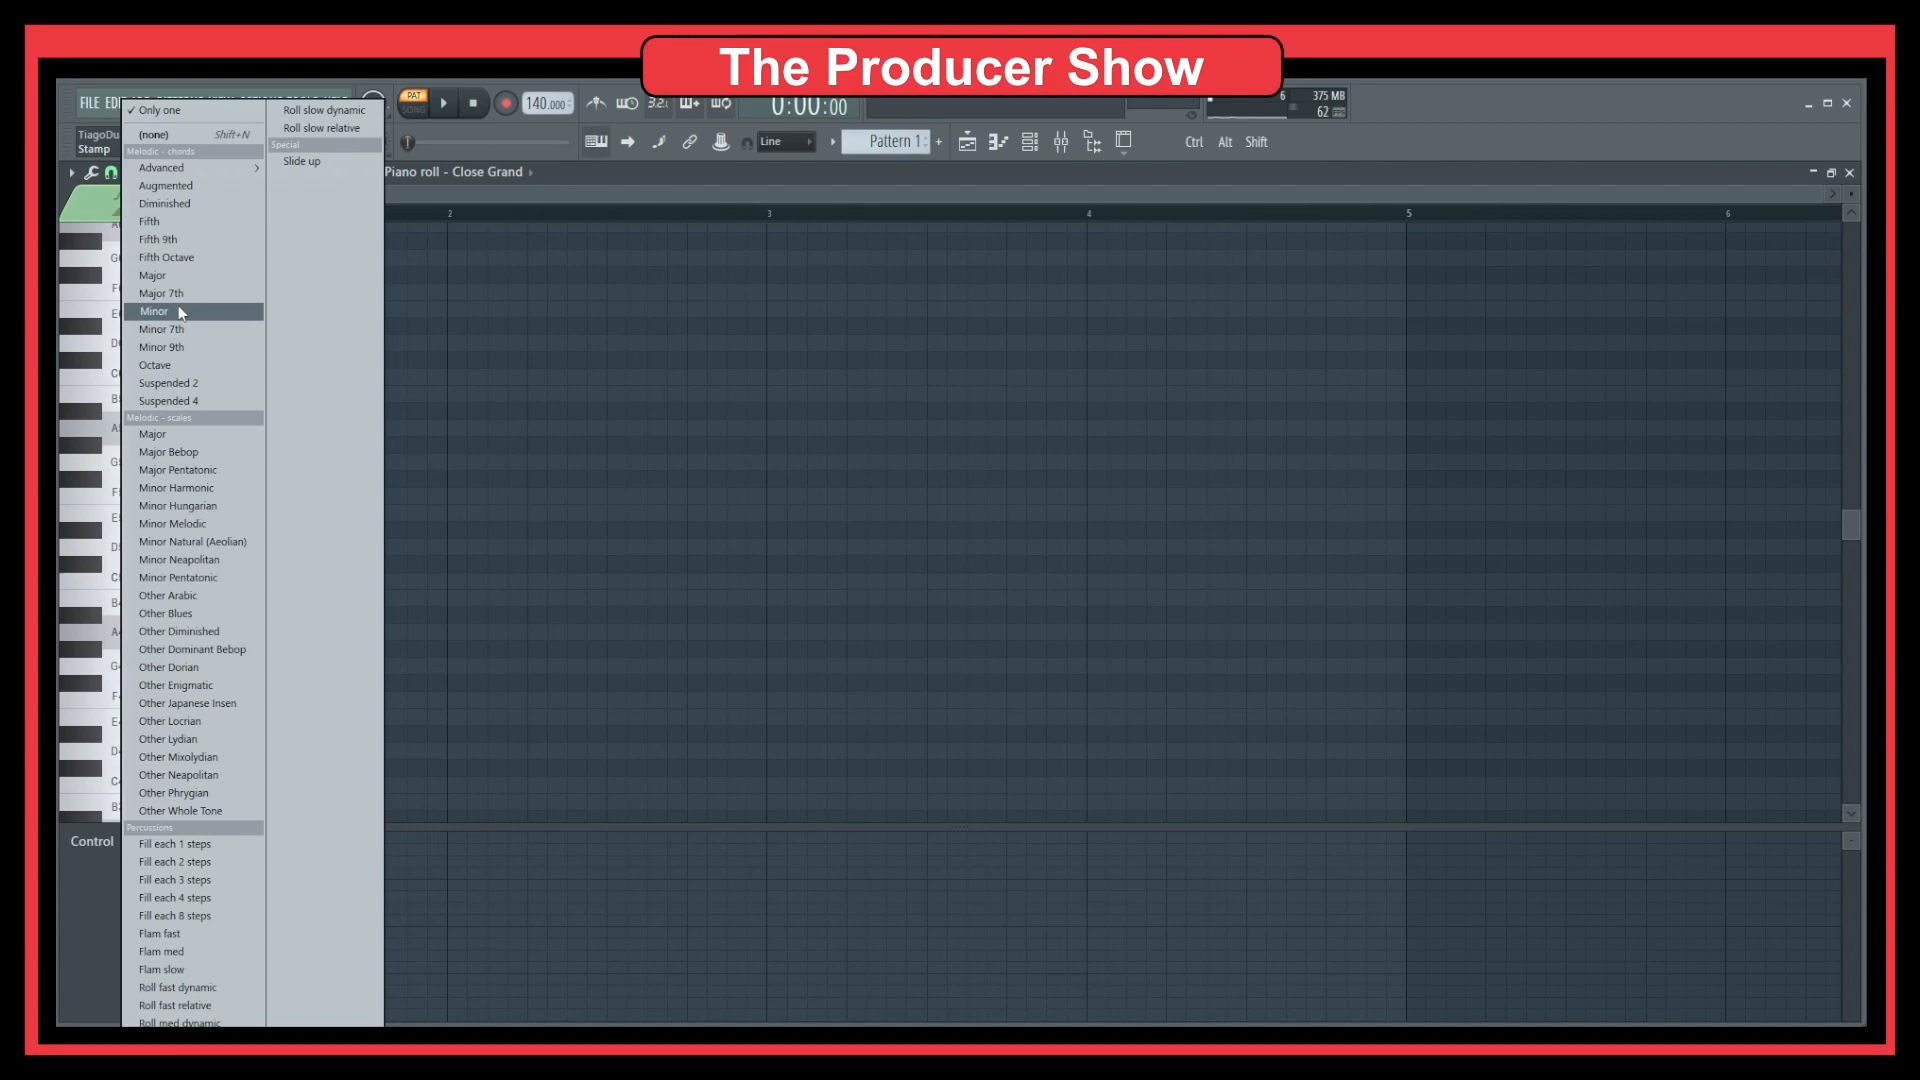 The Producer Show
FILE
140.000
0:00:00
6
375 MB
62
✓ Only one
(none) Shift+N
Melodic - chords
Advanced
Augmented
Diminished
Fifth
Fifth 9th
Fifth Octave
Major
Major 7th
Minor
Minor 7th
Minor 9th
Octave
Suspended 2
Suspended 4
Melodic - scales
Major
Major Bebop
Major Pentatonic
Minor Harmonic
Minor Hungarian
Minor Melodic
Minor Natural (Aeolian)
Minor Neapolitan
Minor Pentatonic
Other Arabic
Other Blues
Other Diminished
Other Dominant Bebop
Other Dorian
Other Enigmatic
Other Japanese Insen
Other Locrian
Other Lydian
Other Mixolydian
Other Neapolitan
Other Phrygian
Other Whole Tone
Percussions
Fill each 1 steps
Fill each 2 steps
Fill each 3 steps
Fill each 4 steps
Fill each 8 steps
Flam fast
Flam med
Flam slow
Roll fast dynamic
Roll fast relative
Roll med dynamic
Roll slow dynamic
Roll slow relative
Special
Slide up
PAT
SONG
TiagoDu
Stamp
Line
Pattern 1
Ctrl Alt Shift
Piano roll - Close Grand
2 3 4 5 6
Control